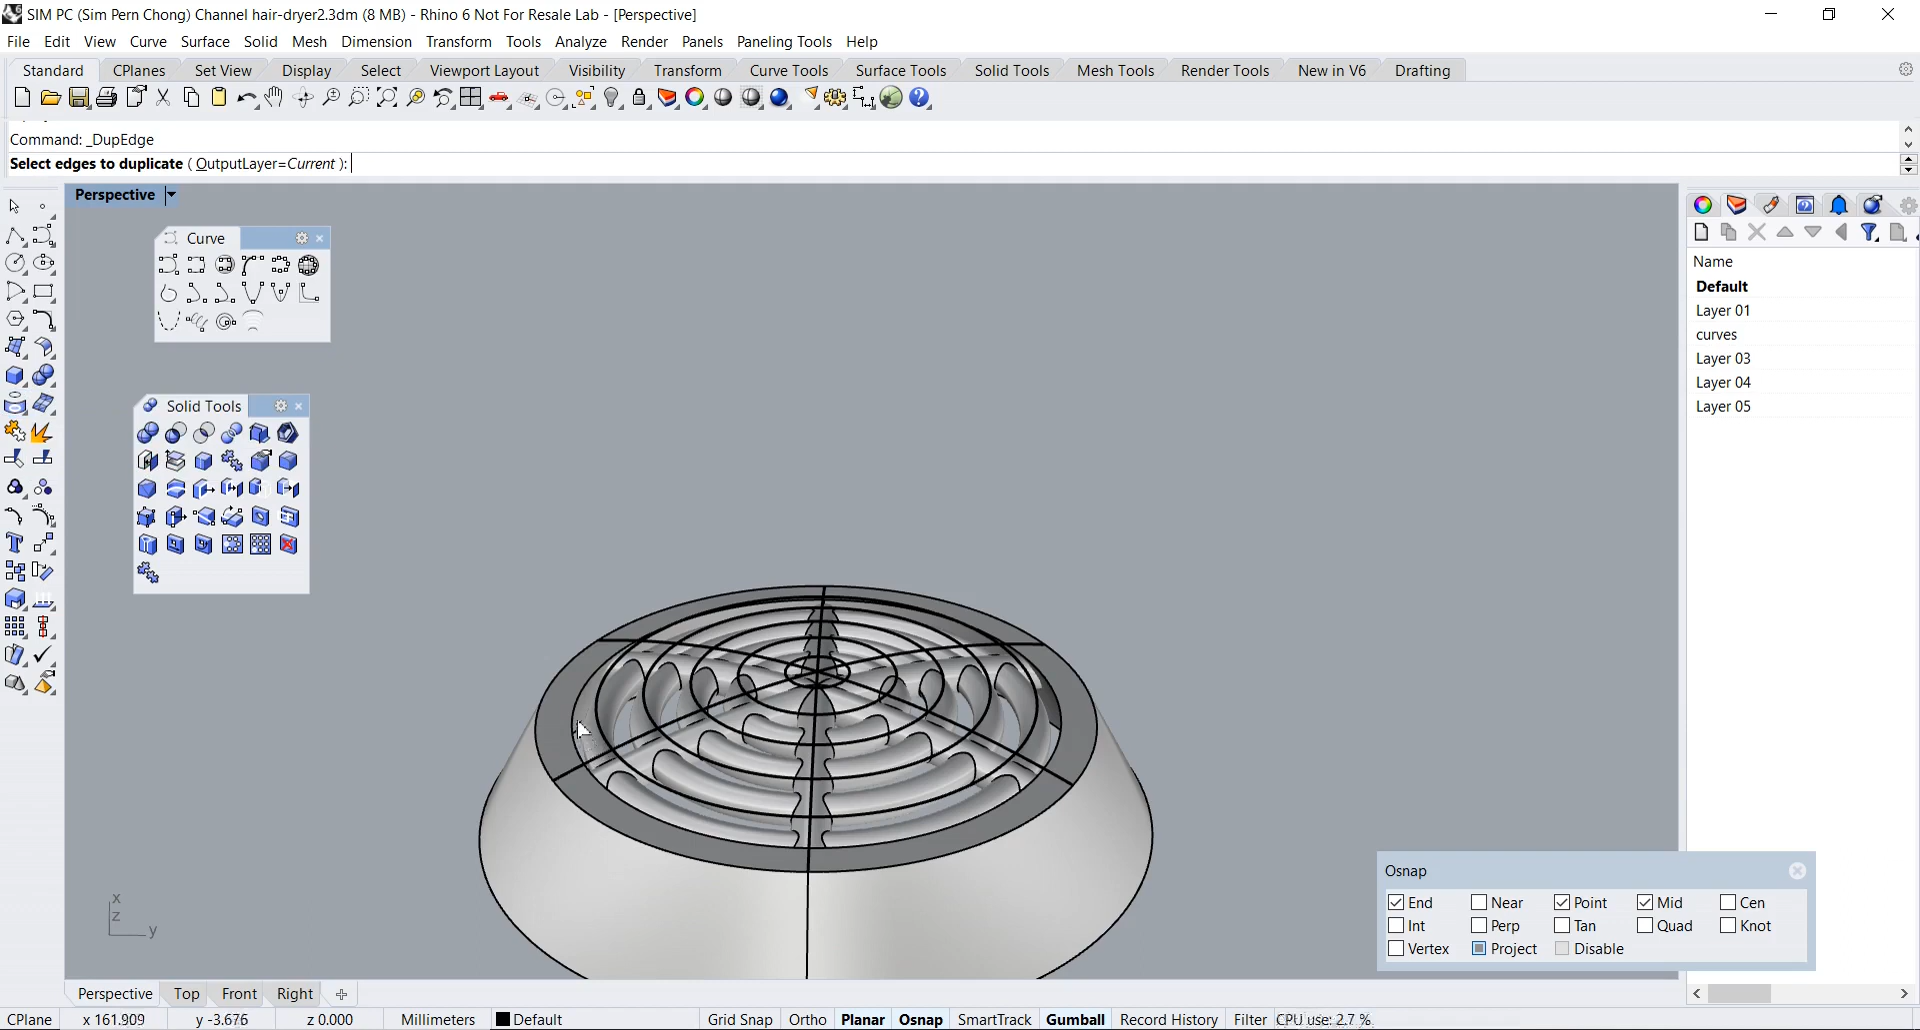 SIM PC (Sim Pern Chong) Channel hair-dryer2.3dm (8 MB) - Rhino 6 Not For Resale Lab - [Perspective]
File Edit View Curve Surface Solid Mesh Dimension Transform Tools Analyze Render Panels Paneling Tools Help
Standard CPlanes Set View Display Select Viewport Layout Visibility Transform Curve Tools Surface Tools Solid Tools Mesh Tools Render Tools New in V6 Drafting
Command: _DupEdge
Select edges to duplicate ( OutputLayer=Current ):
Perspective
Curve
Solid Tools
Name
Default
Layer 01
curves
Layer 03
Layer 04
Layer 05
Osnap
End Near Point Mid Cen
Int Perp Tan Quad Knot
Vertex Project Disable
x
z
y
Perspective Top Front Right
CPlane x 161.909 y -3.676 z 0.000 Millimeters Default Grid Snap Ortho Planar Osnap SmartTrack Gumball Record History Filter CPU use: 2.7 %